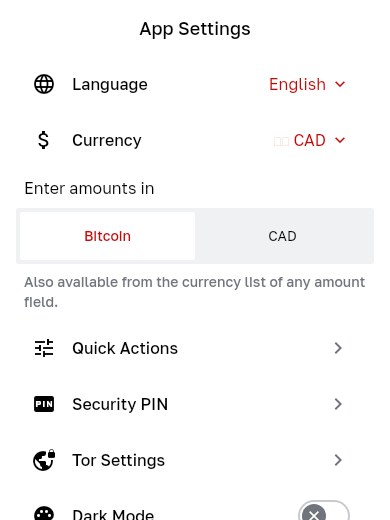 App Settings
Language English
Currency CAD
Enter amounts in
Bitcoin CAD
Also available from the currency list of any amount
field.
Quick Actions
PIN Security PIN
Tor Settings
Dark Mode